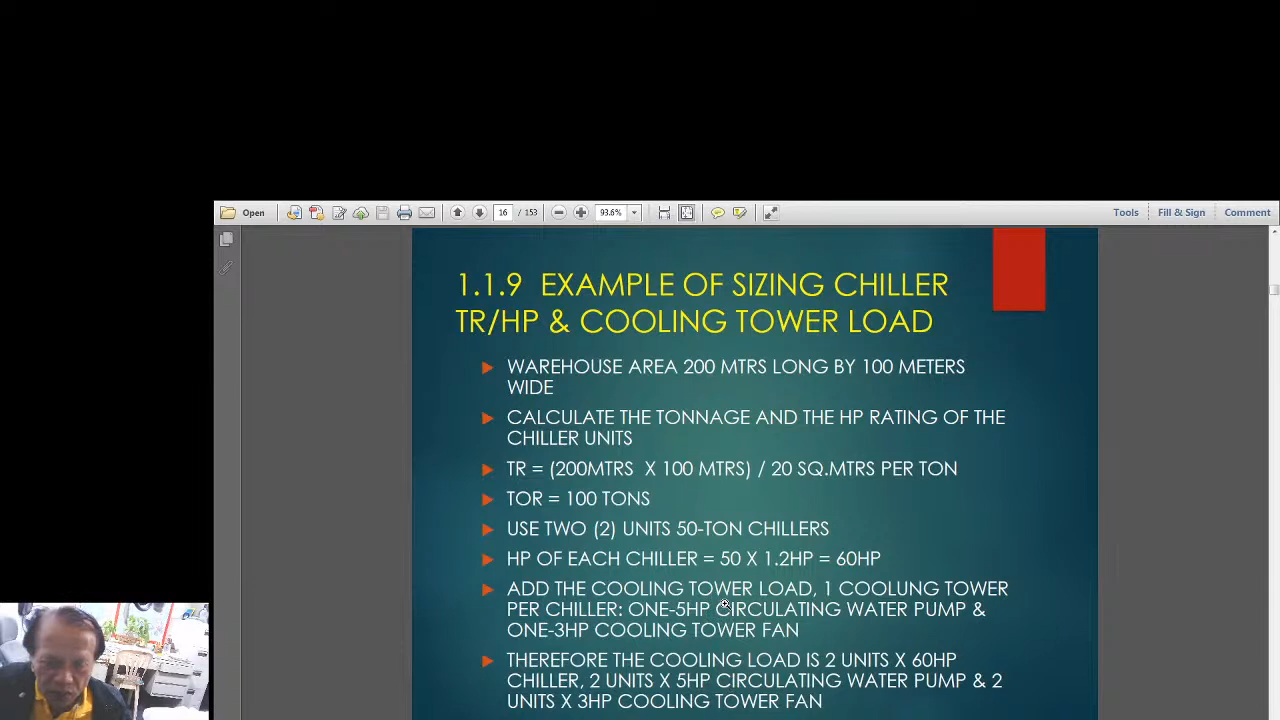 Open
16
/ 153
93.6%
Tools
Fill & Sign
Comment
1.1.9 EXAMPLE OF SIZING CHILLER
TR/HP & COOLING TOWER LOAD
WAREHOUSE AREA 200 MTRS LONG BY 100 METERS
WIDE
CALCULATE THE TONNAGE AND THE HP RATING OF THE
CHILLER UNITS
TR = (200MTRS X 100 MTRS) / 20 SQ.MTRS PER TON
TOR = 100 TONS
USE TWO (2) UNITS 50-TON CHILLERS
HP OF EACH CHILLER = 50 X 1.2HP = 60HP
ADD THE COOLING TOWER LOAD, 1 COOLUNG TOWER
PER CHILLER: ONE-5HP CIRCULATING WATER PUMP &
ONE-3HP COOLING TOWER FAN
THEREFORE THE COOLING LOAD IS 2 UNITS X 60HP
CHILLER, 2 UNITS X 5HP CIRCULATING WATER PUMP & 2
UNITS X 3HP COOLING TOWER FAN